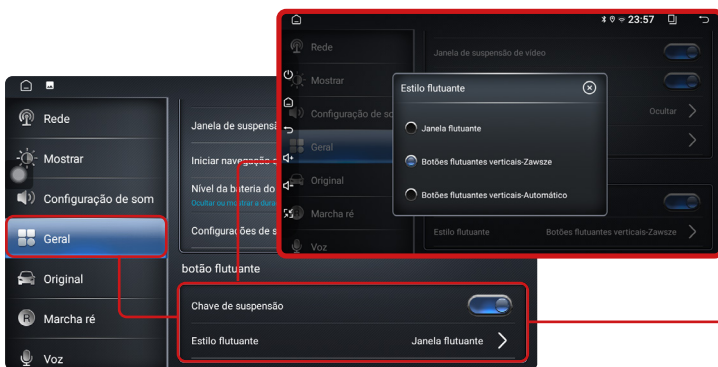 23:57
Rede
Janela de suspensão de vídeo
Mostrar
Configuração de so
Ocultar
Geral
Original
Marcha ré
Estilo flutuante
Botões flutuantes verticais-Zawsze
Voz
Estilo flutuante
Janela flutuante
Botões flutuantes verticais-Zawsze
Botões flutuantes verticais-Automático
Rede
Mostrar
Configuração de som
Geral
Original
Marcha ré
Voz
Janela de suspensã
Iniciar navegação
Nível da bateria do
Ocultar ou mostrar a dura
Configurações de s
botão flutuante
Chave de suspensão
Estilo flutuante
Janela flutuante